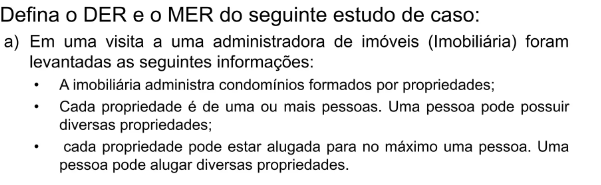 Defina o DER e o MER do seguinte estudo de caso:
a) Em uma visita a uma administradora de imóveis (Imobiliária) foram
levantadas as seguintes informações:
• A imobiliária administra condomínios formados por propriedades;
• Cada propriedade é de uma ou mais pessoas. Uma pessoa pode possuir
diversas propriedades;
• cada propriedade pode estar alugada para no máximo uma pessoa. Uma
pessoa pode alugar diversas propriedades.